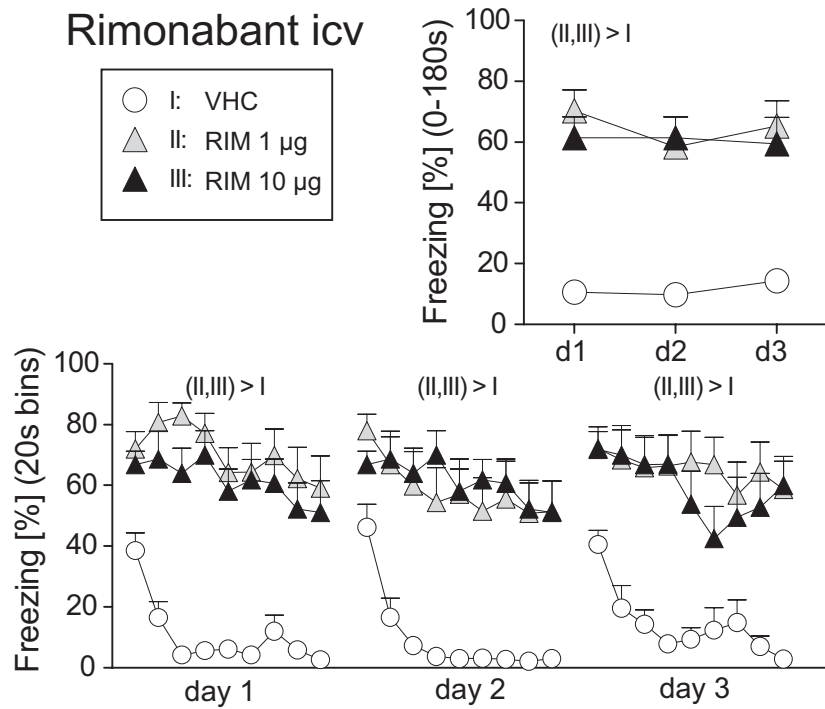 Rimonabant icv
I: VHC
II: RIM 1 µg
III: RIM 10 µg
(II,III) > I
Freezing [%] (0-180s)
100
80
60
40
20
0
d1 d2 d3
Freezing [%] (20s bins)
100
80
60
40
20
0
(II,III) > I (II,III) > I (II,III) > I
day 1 day 2 day 3